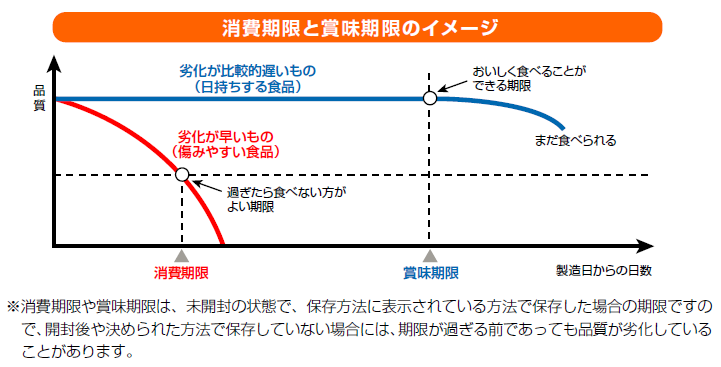 消費期限と賞味期限のイメージ
品質
劣化が比較的遅いもの
（日持ちする食品）
おいしく食べることが
できる期限
劣化が早いもの
（傷みやすい食品）
まだ食べられる
過ぎたら食べない方が
よい期限
消費期限
賞味期限
製造日からの日数
※消費期限や賞味期限は、未開封の状態で、保存方法に表示されている方法で保存した場合の期限ですの
で、開封後や決められた方法で保存していない場合には、期限が過ぎる前であっても品質が劣化している
ことがあります。